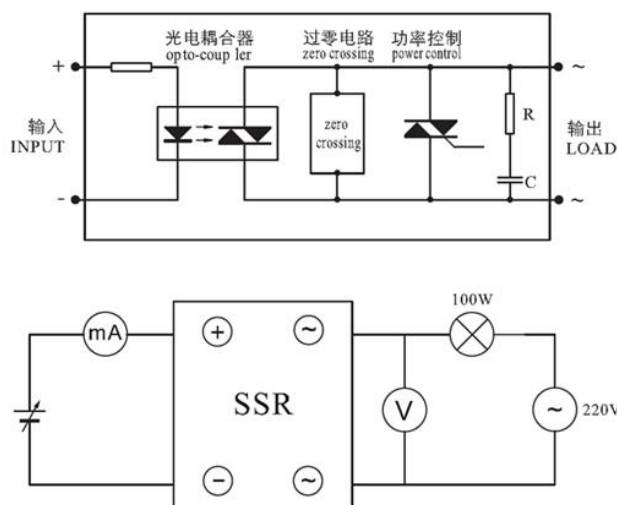 光电耦合器 过零电路 功率控制
opto-coup ler zero crossing power control
+ ~
输入 zero R 输出
INPUT crossing LOAD
C
- ~
100W
mA + ~
SSR V ~ 220V
− ~